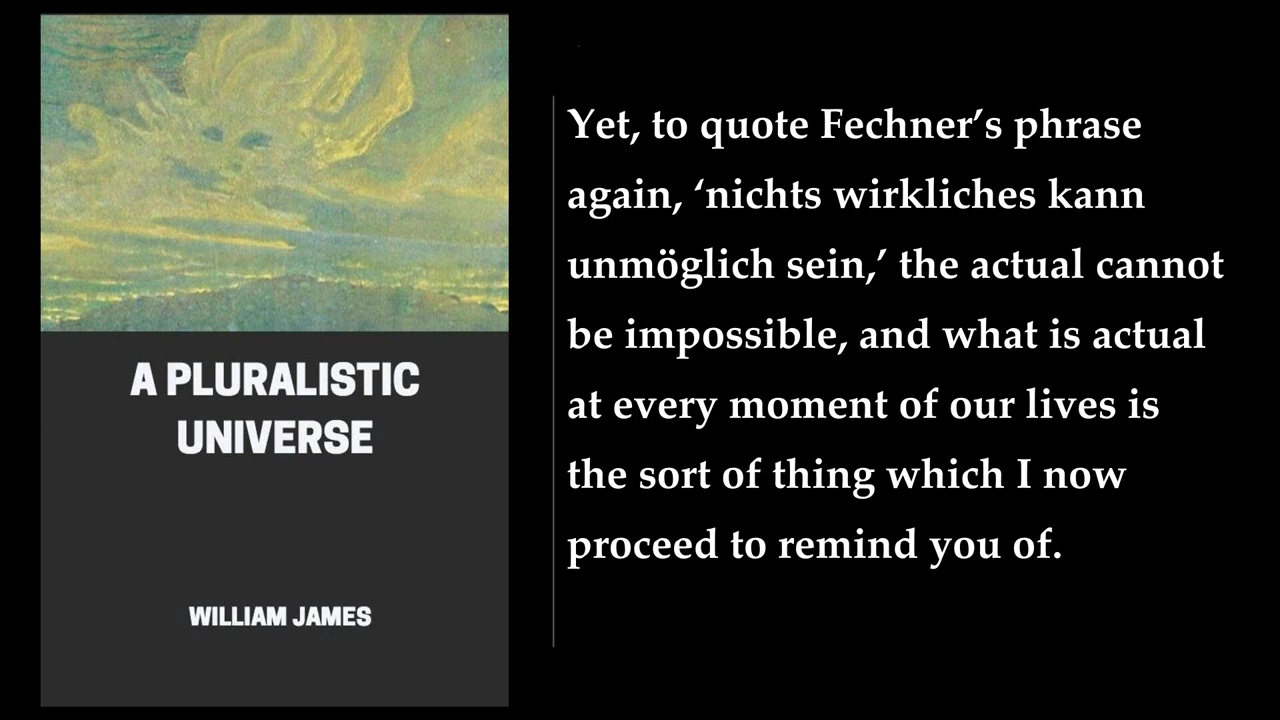 A PLURALISTIC
UNIVERSE
WILLIAM JAMES
Yet, to quote Fechner’s phrase
again, ‘nichts wirkliches kann
unmöglich sein,’ the actual cannot
be impossible, and what is actual
at every moment of our lives is
the sort of thing which I now
proceed to remind you of.